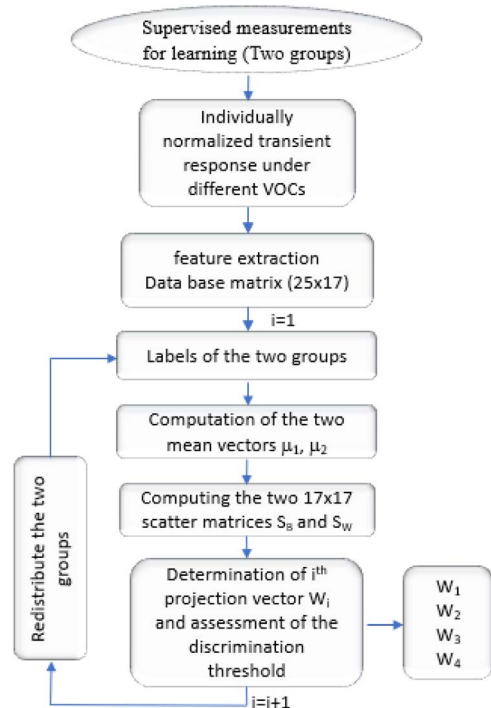 Supervised measurements
for learning (Two groups)
Individually
normalized transient
response under
different VOCs
feature extraction
Data base matrix (25x17)
i=1
Labels of the two groups
Computation of the two
mean vectors μ₁, μ₂
Computing the two 17x17
scatter matrices S_B and S_W
Determination of iᵗʰ
projection vector Wᵢ
and assessment of the
discrimination
threshold
W₁
W₂
W₃
W₄
i=i+1
Redistribute the two
groups